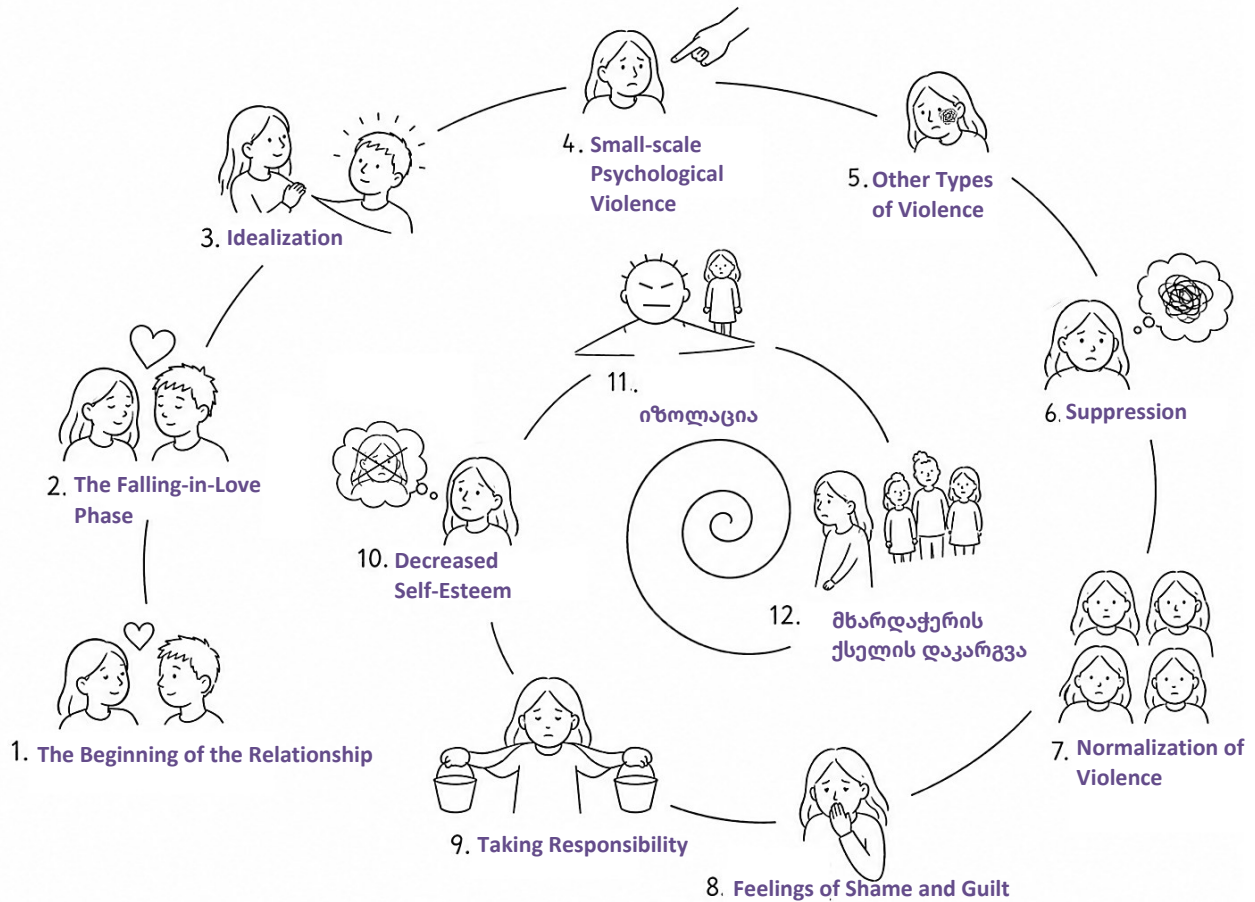 1. The Beginning of the Relationship
2. The Falling-in-Love
Phase
3. Idealization
4. Small-scale
Psychological
Violence
5. Other Types
of Violence
6. Suppression
7. Normalization of
Violence
8. Feelings of Shame and Guilt
9. Taking Responsibility
10. Decreased
Self-Esteem
11..
იზოლაცია
12. მხარდაჭერის
ქსელის დაკარგვა